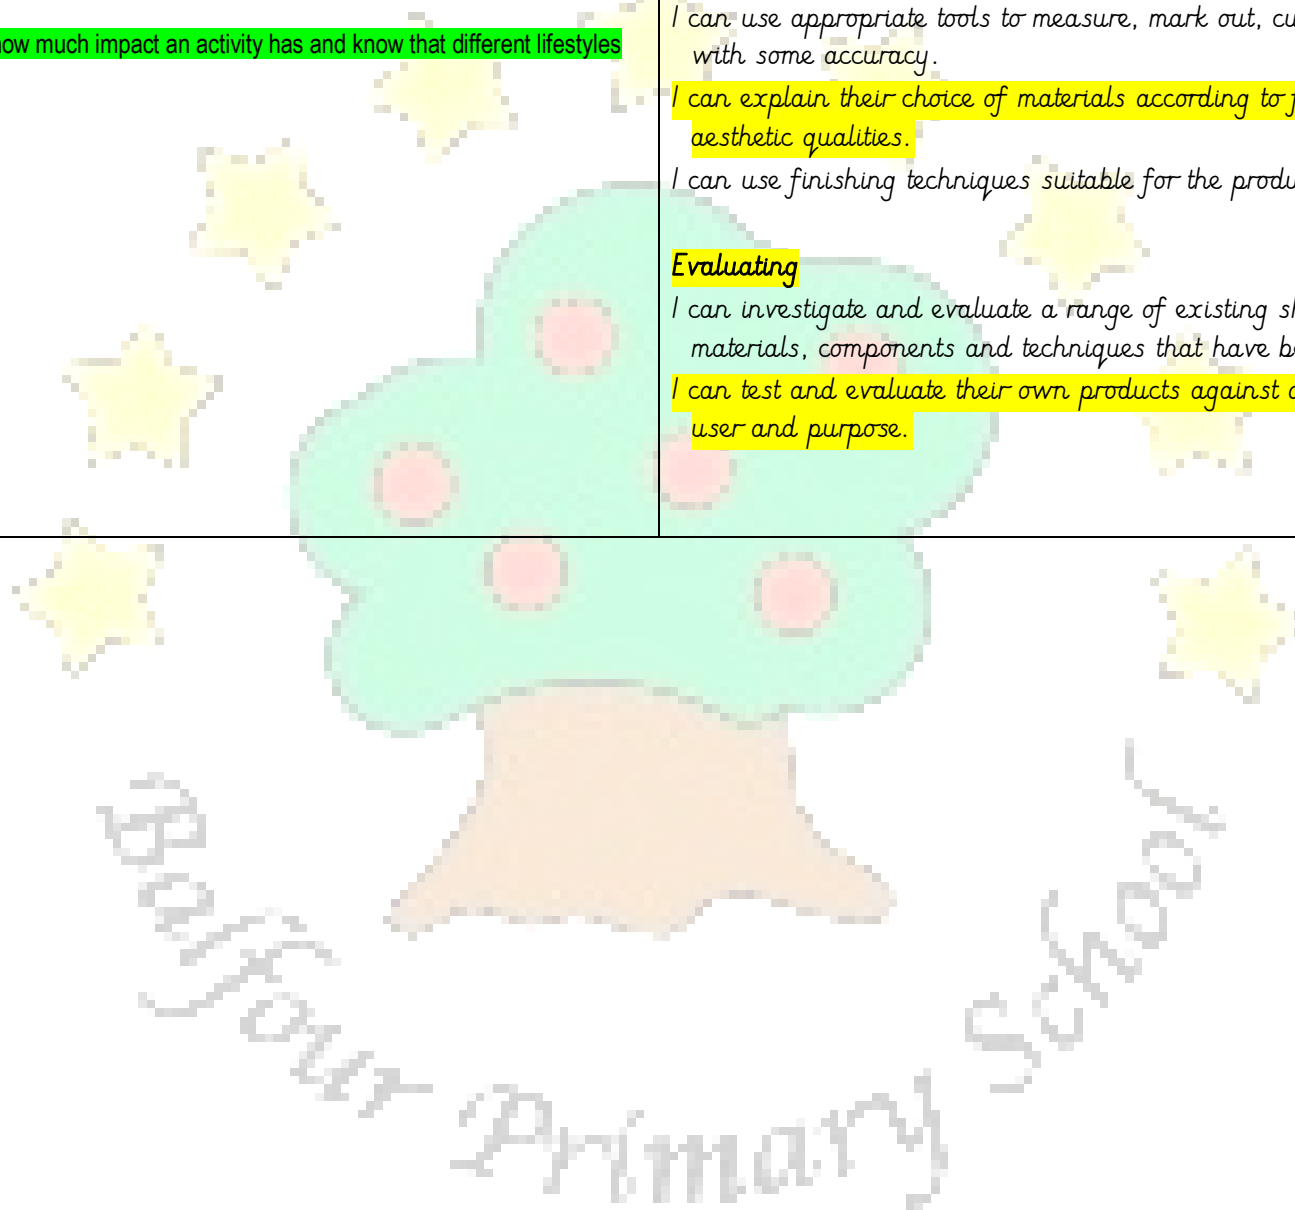 how much impact an activity has and know that different lifestyles
I can use appropriate tools to measure, mark out, cu
with some accuracy.
I can explain their choice of materials according to f
aesthetic qualities.
I can use finishing techniques suitable for the produ
Evaluating
I can investigate and evaluate a range of existing sh
materials, components and techniques that have b
I can test and evaluate their own products against
user and purpose.
Balfour Primary School